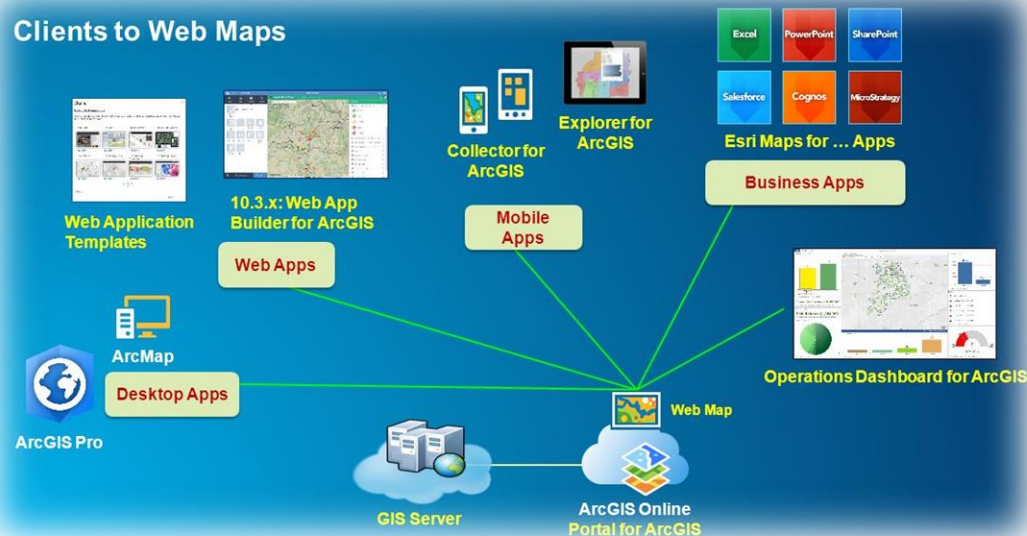 Clients to Web Maps
Excel
PowerPoint
SharePoint
Salesforce
Cognos
MicroStrategy
Esri Maps for ... Apps
Business Apps
Explorer for
ArcGIS
Collector for
ArcGIS
Mobile
Apps
10.3.x: Web App
Builder for ArcGIS
Web Apps
Web Application
Templates
ArcMap
Desktop Apps
ArcGIS Pro
Operations Dashboard for ArcGIS
Web Map
GIS Server
ArcGIS Online
Portal for ArcGIS